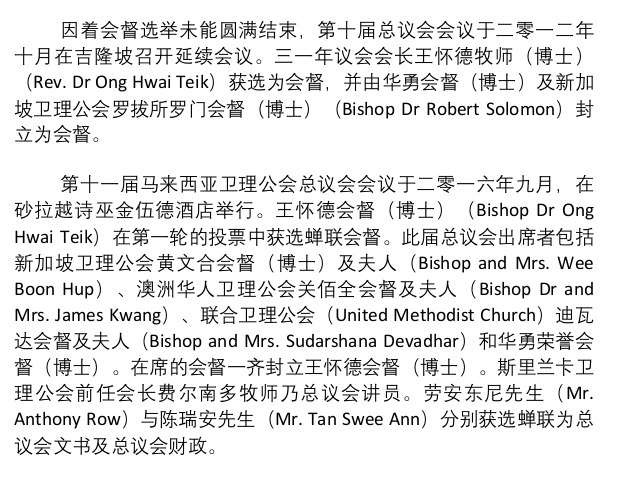 因着会督选举未能圆满结束，第十届总议会会议于二零一二年
十月在吉隆坡召开延续会议。三一年议会会长王怀德牧师（博士）
（Rev. Dr Ong Hwai Teik）获选为会督，并由华勇会督（博士）及新加
坡卫理公会罗拔所罗门会督（博士）（Bishop Dr Robert Solomon）封
立为会督。
第十一届马来西亚卫理公会总议会会议于二零一六年九月，在
砂拉越诗巫金伍德酒店举行。王怀德会督（博士）（Bishop Dr Ong
Hwai Teik）在第一轮的投票中获选蝉联会督。此届总议会出席者包括
新加坡卫理公会黄文合会督（博士）及夫人（Bishop and Mrs. Wee
Boon Hup）、澳洲华人卫理公会关佰全会督及夫人（Bishop Dr and
Mrs. James Kwang）、联合卫理公会（United Methodist Church）迪瓦
达会督及夫人（Bishop and Mrs. Sudarshana Devadhar）和华勇荣誉会
督（博士）。在席的会督一齐封立王怀德会督（博士）。斯里兰卡卫
理公会前任会长费尔南多牧师乃总议会讲员。劳安东尼先生（Mr.
Anthony Row）与陈瑞安先生（Mr. Tan Swee Ann）分别获选蝉联为总
议会文书及总议会财政。